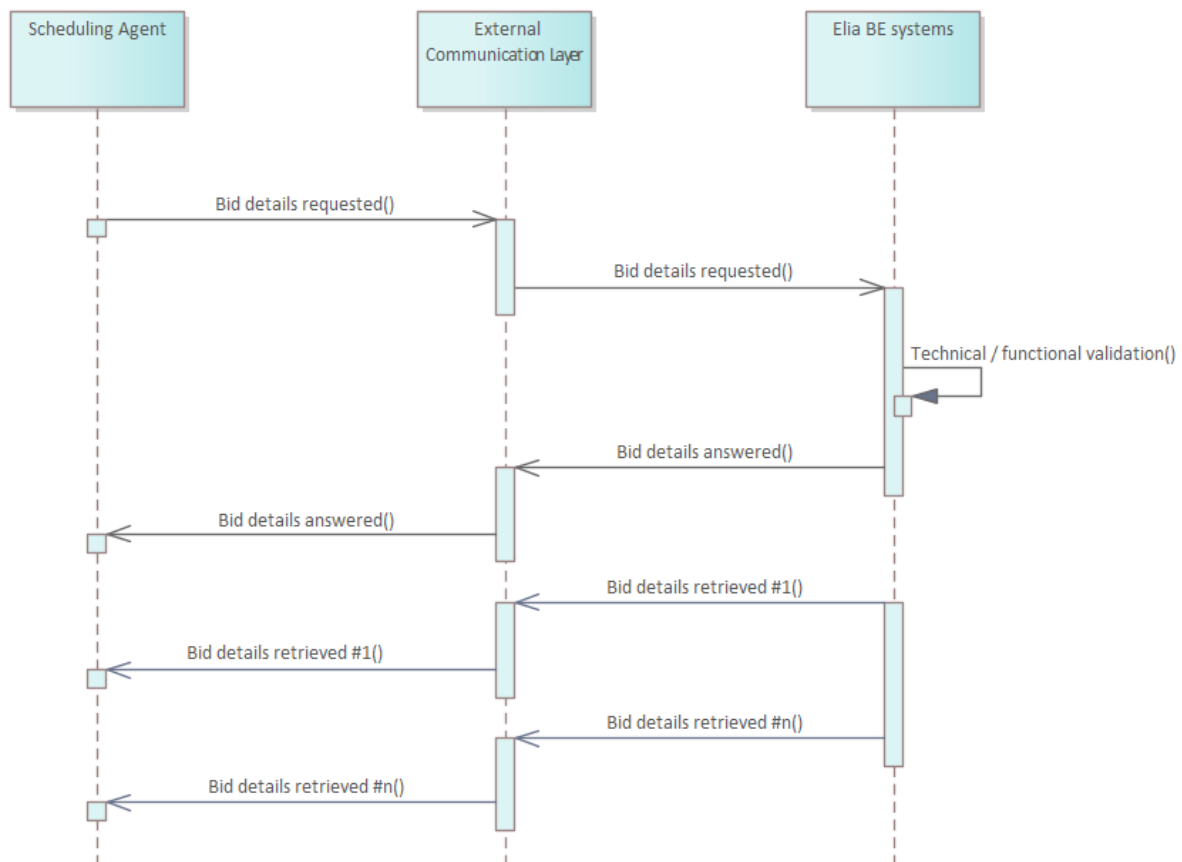 Scheduling Agent
External
Communication Layer
Elia BE systems
Bid details requested()
Bid details requested()
Technical / functional validation()
Bid details answered()
Bid details answered()
Bid details retrieved #1()
Bid details retrieved #1()
Bid details retrieved #n()
Bid details retrieved #n()